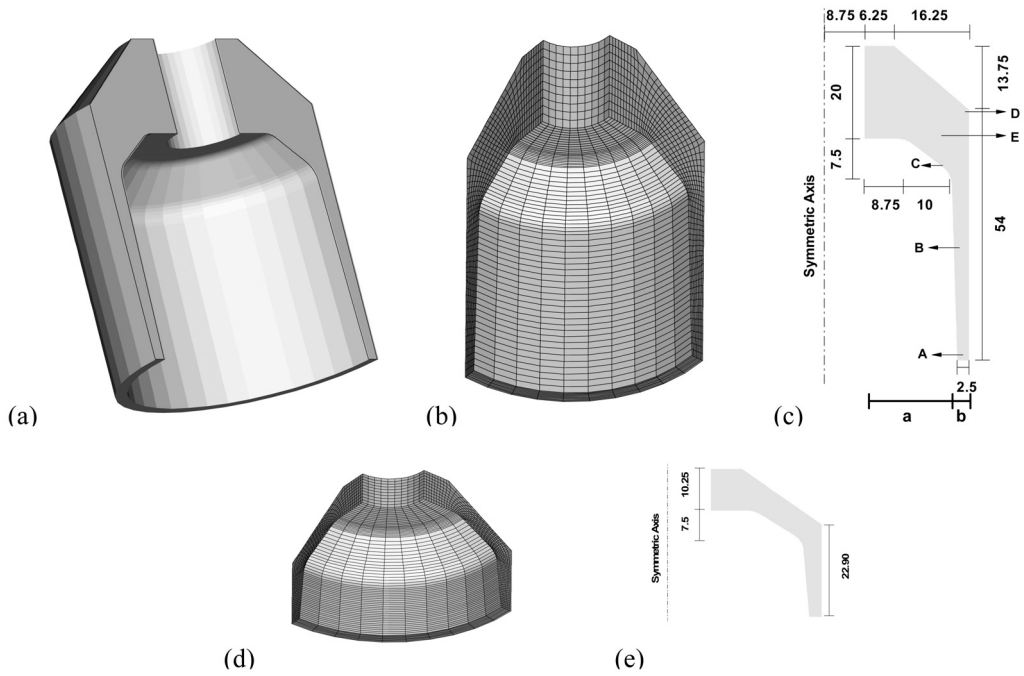 8.75 6.25 16.25
20
13.75
D
E
7.5
C
8.75 10
54
B
Symmetric Axis
A
2.5
a b
(a)
(b)
(c)
10.25
7.5
Symmetric Axis
22.90
(d)
(e)